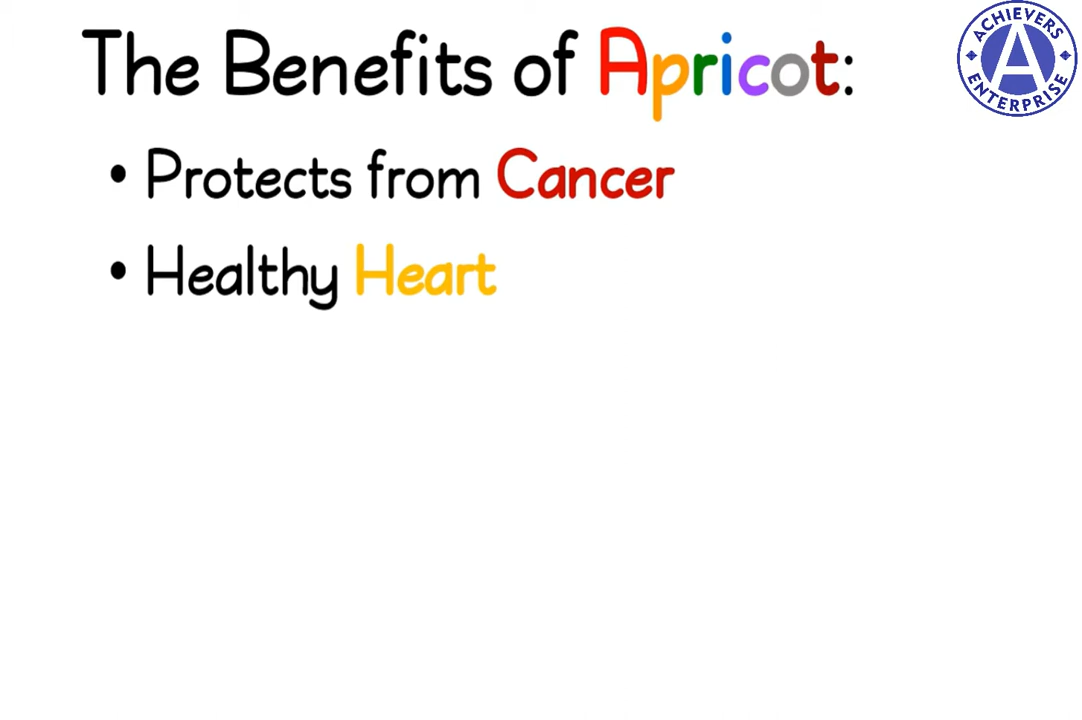 The Benefits of Apricot:
• Protects from Cancer
• Healthy Heart
ACHIEVERS
A
ENTERPRISE